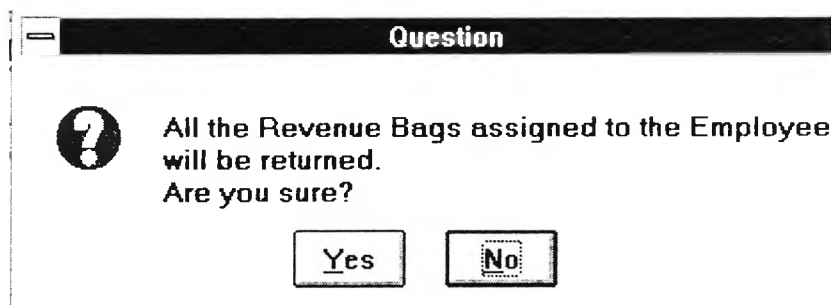 Question
All the Revenue Bags assigned to the Employee
will be returned.
Are you sure?
Yes No